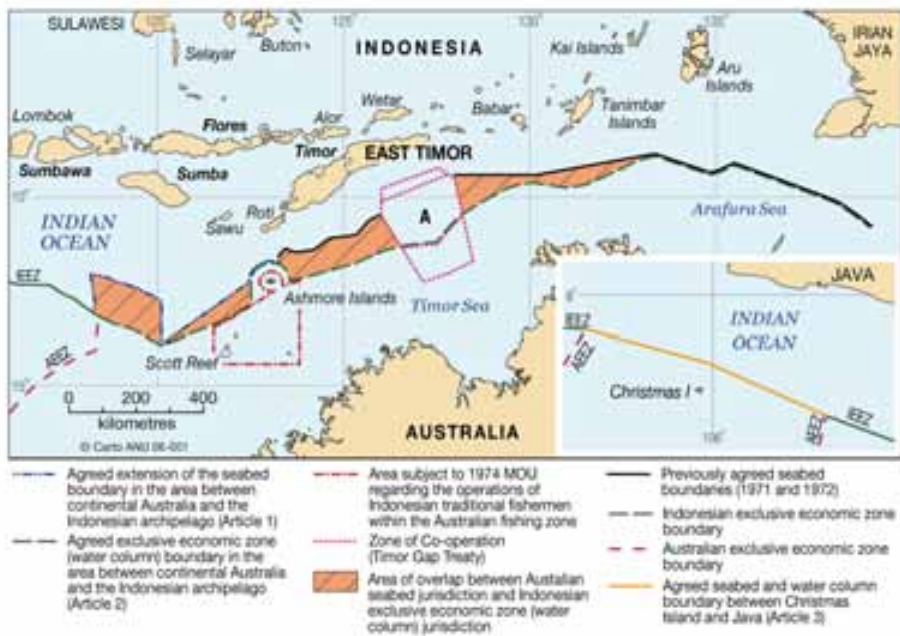 SULAWESI
Selayar
Buton
INDONESIA
Kai Islands
IRIAN
JAYA
Aru
Islands
Tanimbar
Islands
Babar
Wetar
Alor
Flores
Lombok
Sumbawa
Sumba
Timor
EAST TIMOR
Roti
Sawu
A
INDIAN
OCEAN
Arafura Sea
IEEZ
AEEZ
Ashmore Islands
Timor Sea
Scott Reef
0 200 400
kilometres
© Carto ANU 06-001
AUSTRALIA
JAVA
INDIAN
OCEAN
IEEZ
AEEZ
Christmas I
AEEZ
IEEZ
Agreed extension of the seabed
boundary in the area between
continental Australia and
the Indonesian archipelago (Article 1)
Agreed exclusive economic zone
(water column) boundary in the
area between continental Australia
and the Indonesian archipelago
(Article 2)
Area subject to 1974 MOU
regarding the operations of
Indonesian traditional fishermen
within the Australian fishing zone
Zone of Co-operation
(Timor Gap Treaty)
Area of overlap between Austalian
seabed jurisdiction and Indonesian
exclusive economic zone (water
column) jurisdiction
Previously agreed seabed
boundaries (1971 and 1972)
Indonesian exclusive economic zone
boundary
Australian exclusive economic zone
boundary
Agreed seabed and water column
boundary between Christmas
Island and Java (Article 3)